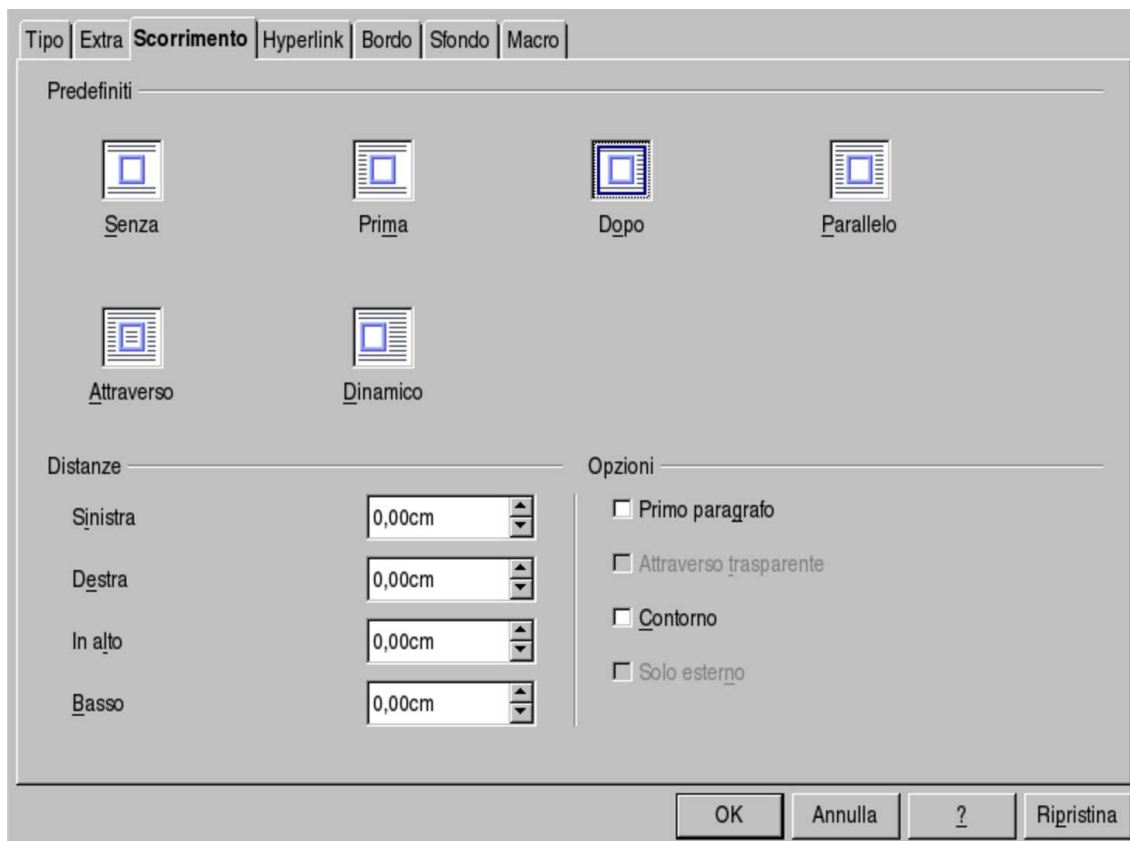 Tipo Extra Scorrimento Hyperlink Bordo Sfondo Macro
Predefiniti
Senza Prima Dopo Parallelo
Attraverso Dinamico
Distanze
Sinistra 0,00cm
Destra 0,00cm
In alto 0,00cm
Basso 0,00cm
Opzioni
Primo paragrafo
Attraverso trasparente
Contorno
Solo esterno
OK Annulla ? Ripristina